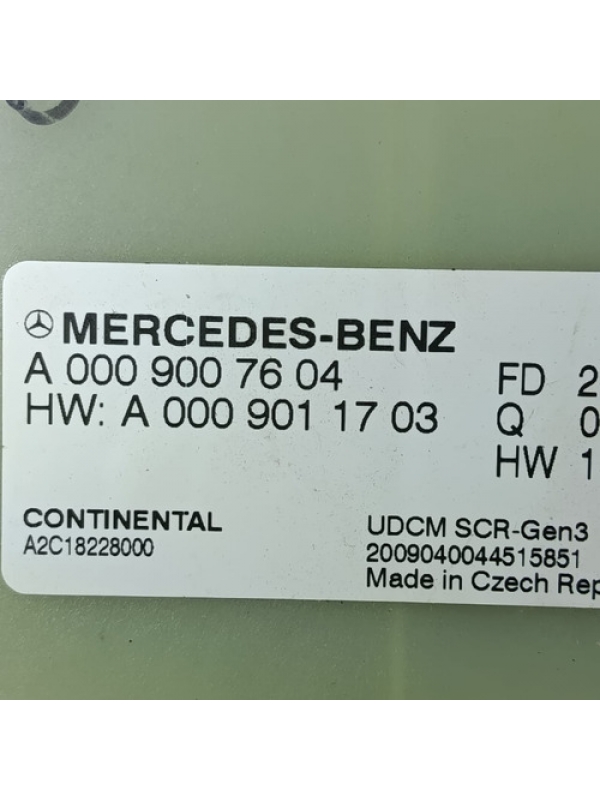 MERCEDES-BENZ
A 000 900 76 04
HW: A 000 901 17 03
FD 2
Q 0
HW 1
CONTINENTAL
A2C18228000
UDCM SCR-Gen3
2009040044515851
Made in Czech Rep